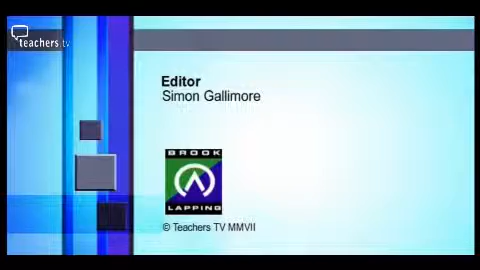 teachers tv
Editor
Simon Gallimore
BROOK
LAPPING
© Teachers TV MMVII